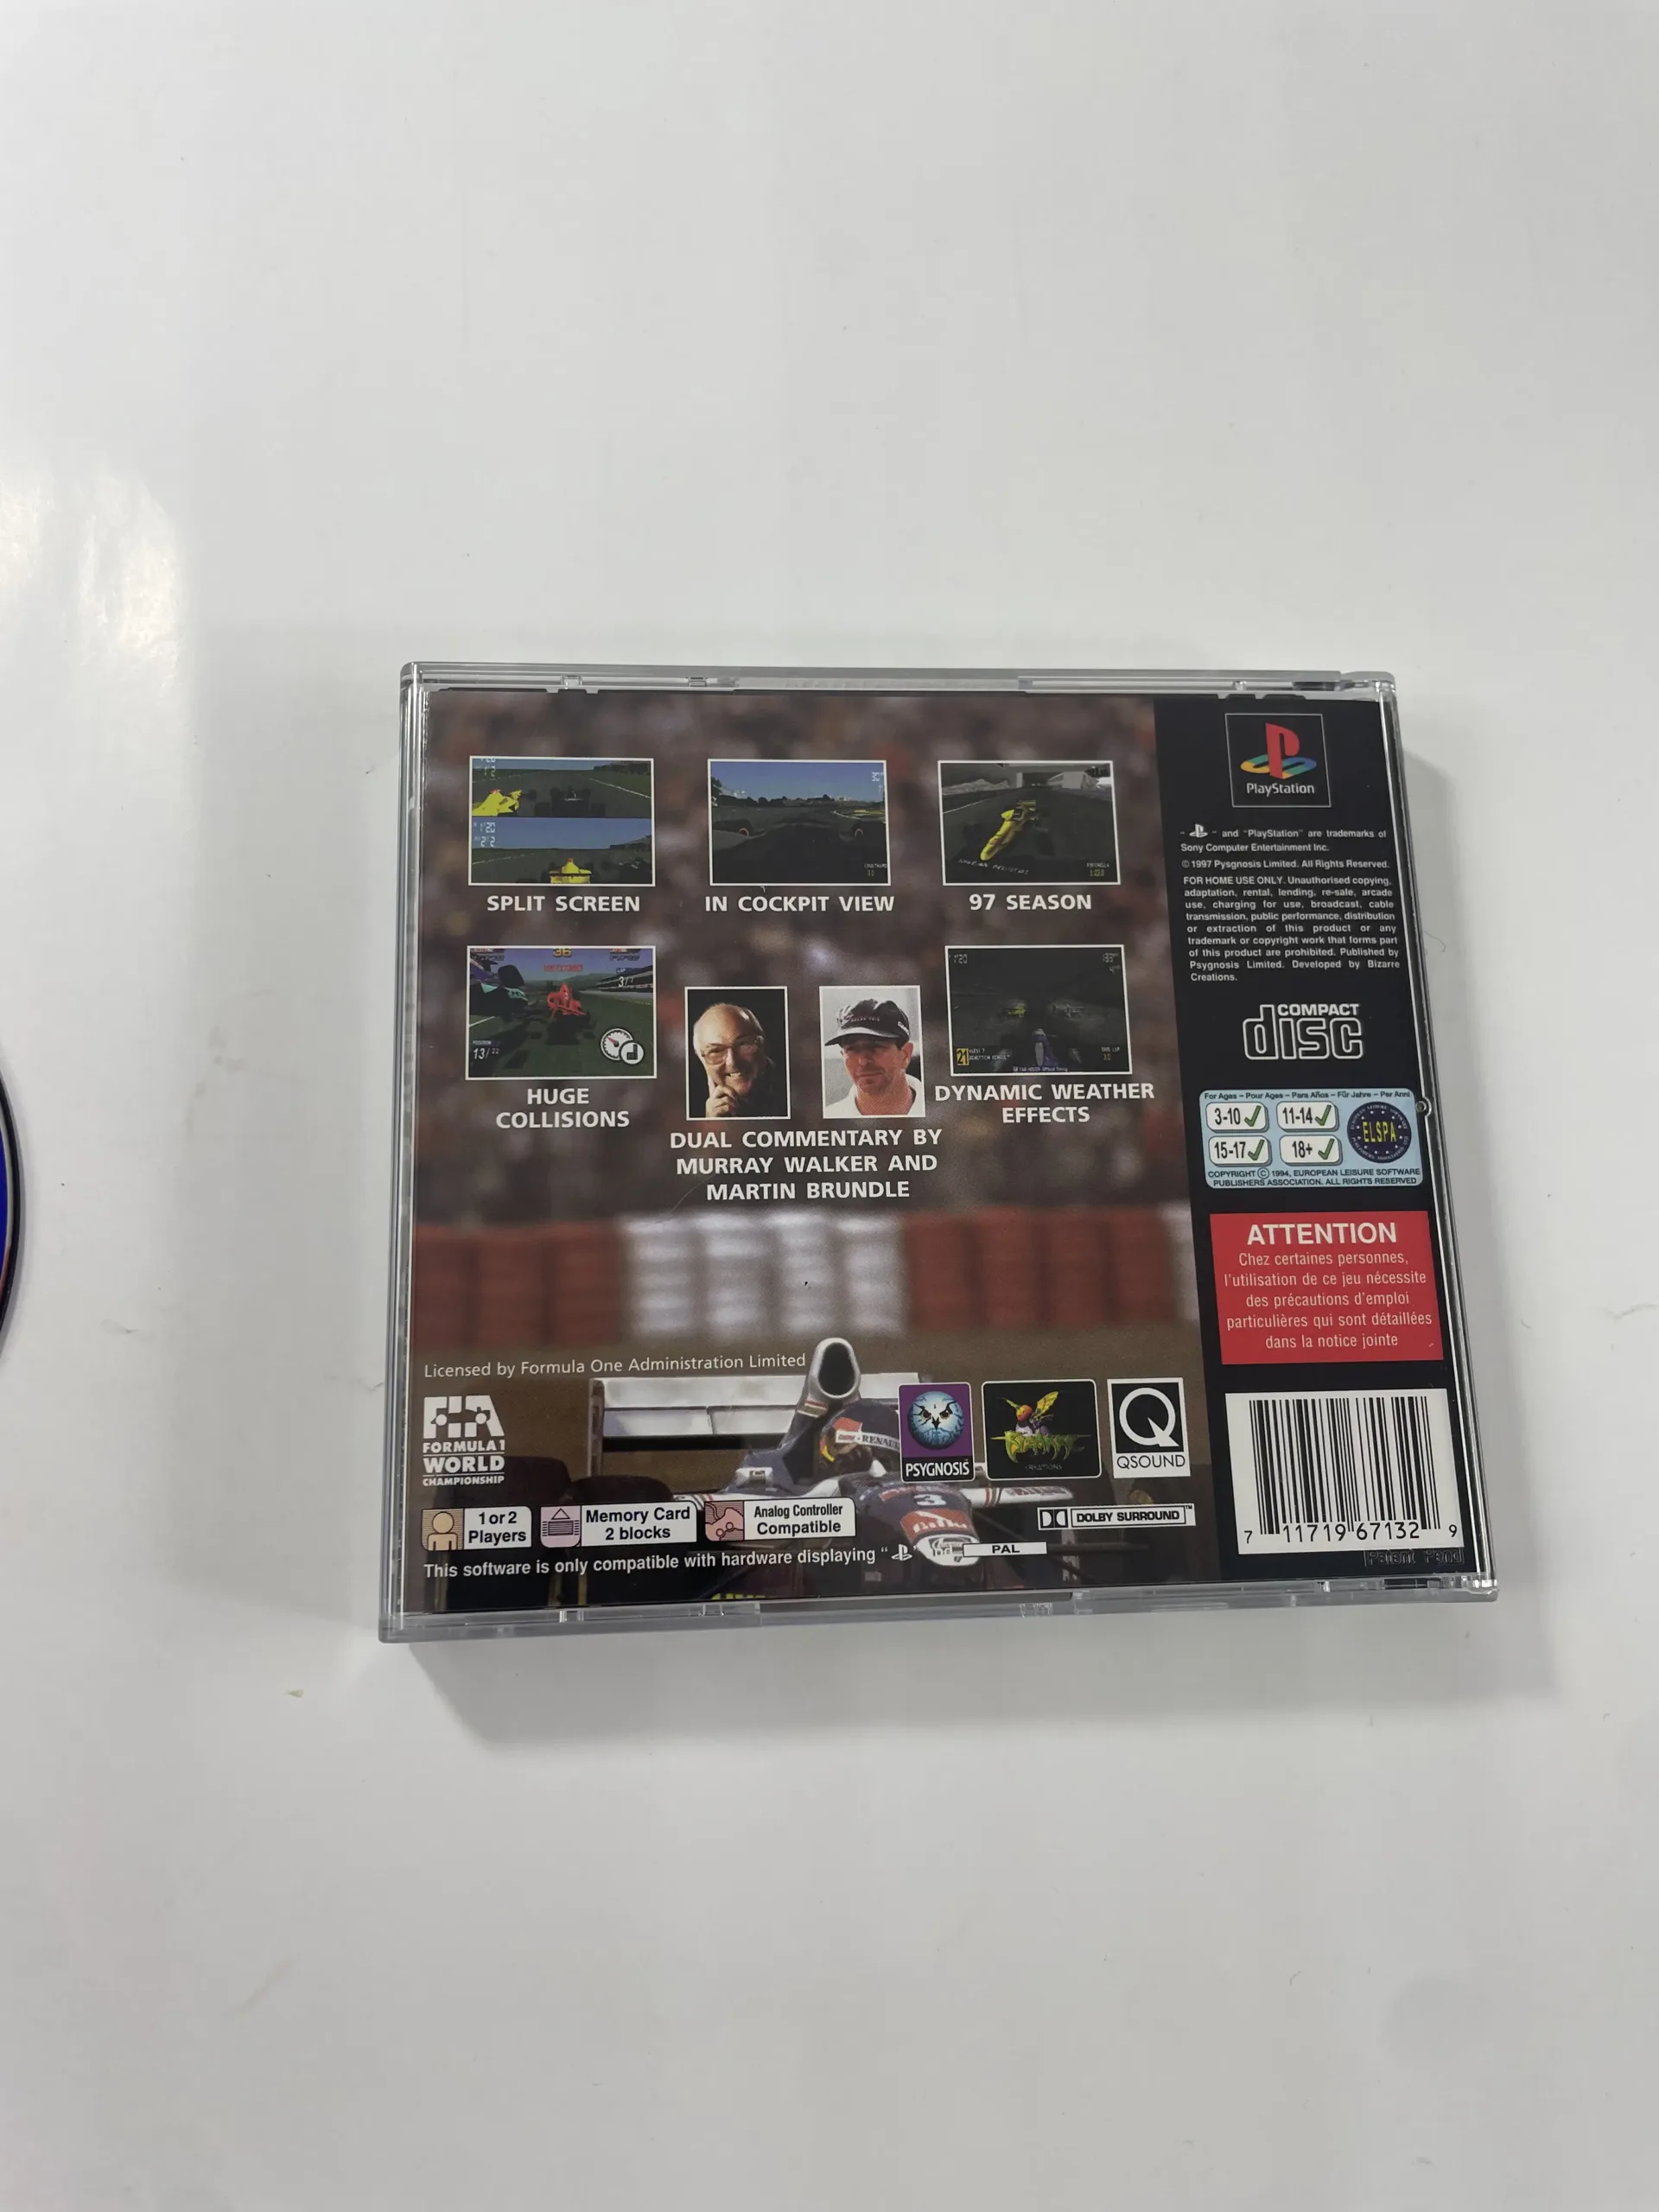 SPLIT SCREEN
IN COCKPIT VIEW
97 SEASON
HUGE
COLLISIONS
DUAL COMMENTARY BY
MURRAY WALKER AND
MARTIN BRUNDLE
DYNAMIC WEATHER
EFFECTS
36
13/22
Licensed by Formula One Administration Limited
FIA
FORMULA 1
WORLD
CHAMPIONSHIP
RENAULT
3
PSYGNOSIS
Q
QSOUND
1 or 2
Players
Memory Card
2 blocks
Analog Controller
Compatible
DOLBY SURROUND
This software is only compatible with hardware displaying “
and
PAL
PlayStation
– – and “PlayStation” are trademarks of
Sony Computer Entertainment Inc.
© 1997 Pysgnosis Limited. All Rights Reserved.
FOR HOME USE ONLY. Unauthorised copying,
adaptation, rental, lending, re-sale, arcade
use, charging for use, broadcast, cable
transmission, public performance, distribution
or extraction of this product or any
trademark or copyright work that forms part
of this product are prohibited. Published by
Psygnosis Limited. Developed by Bizarre
Creations.
COMPACT
disc
For Ages – Pour Ages – Para Años – Für Jahre – Per Anni
3-10 11-14
15-17 18+
ELSPA
COPYRIGHT © 1994, EUROPEAN LEISURE SOFTWARE
PUBLISHERS ASSOCIATION. ALL RIGHTS RESERVED
ATTENTION
Chez certaines personnes,
l'utilisation de ce jeu nécessite
des précautions d'emploi
particulières qui sont détaillées
dans la notice jointe
7 11719 67132 9
Patent Pend